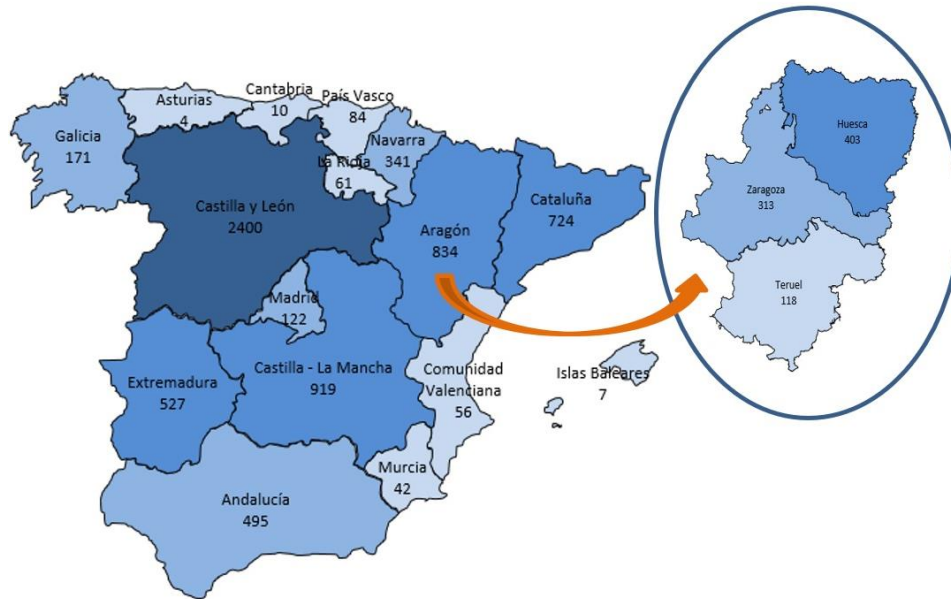 Asturias
4
Cantabria
10
País Vasco
84
Galicia
171
Navarra
341
La Rioja
61
Castilla y León
2400
Aragón
834
Cataluña
724
Madrid
122
Extremadura
527
Castilla - La Mancha
919
Comunidad
Valenciana
56
Islas Baleares
7
Murcia
42
Andalucía
495
Huesca
403
Zaragoza
313
Teruel
118